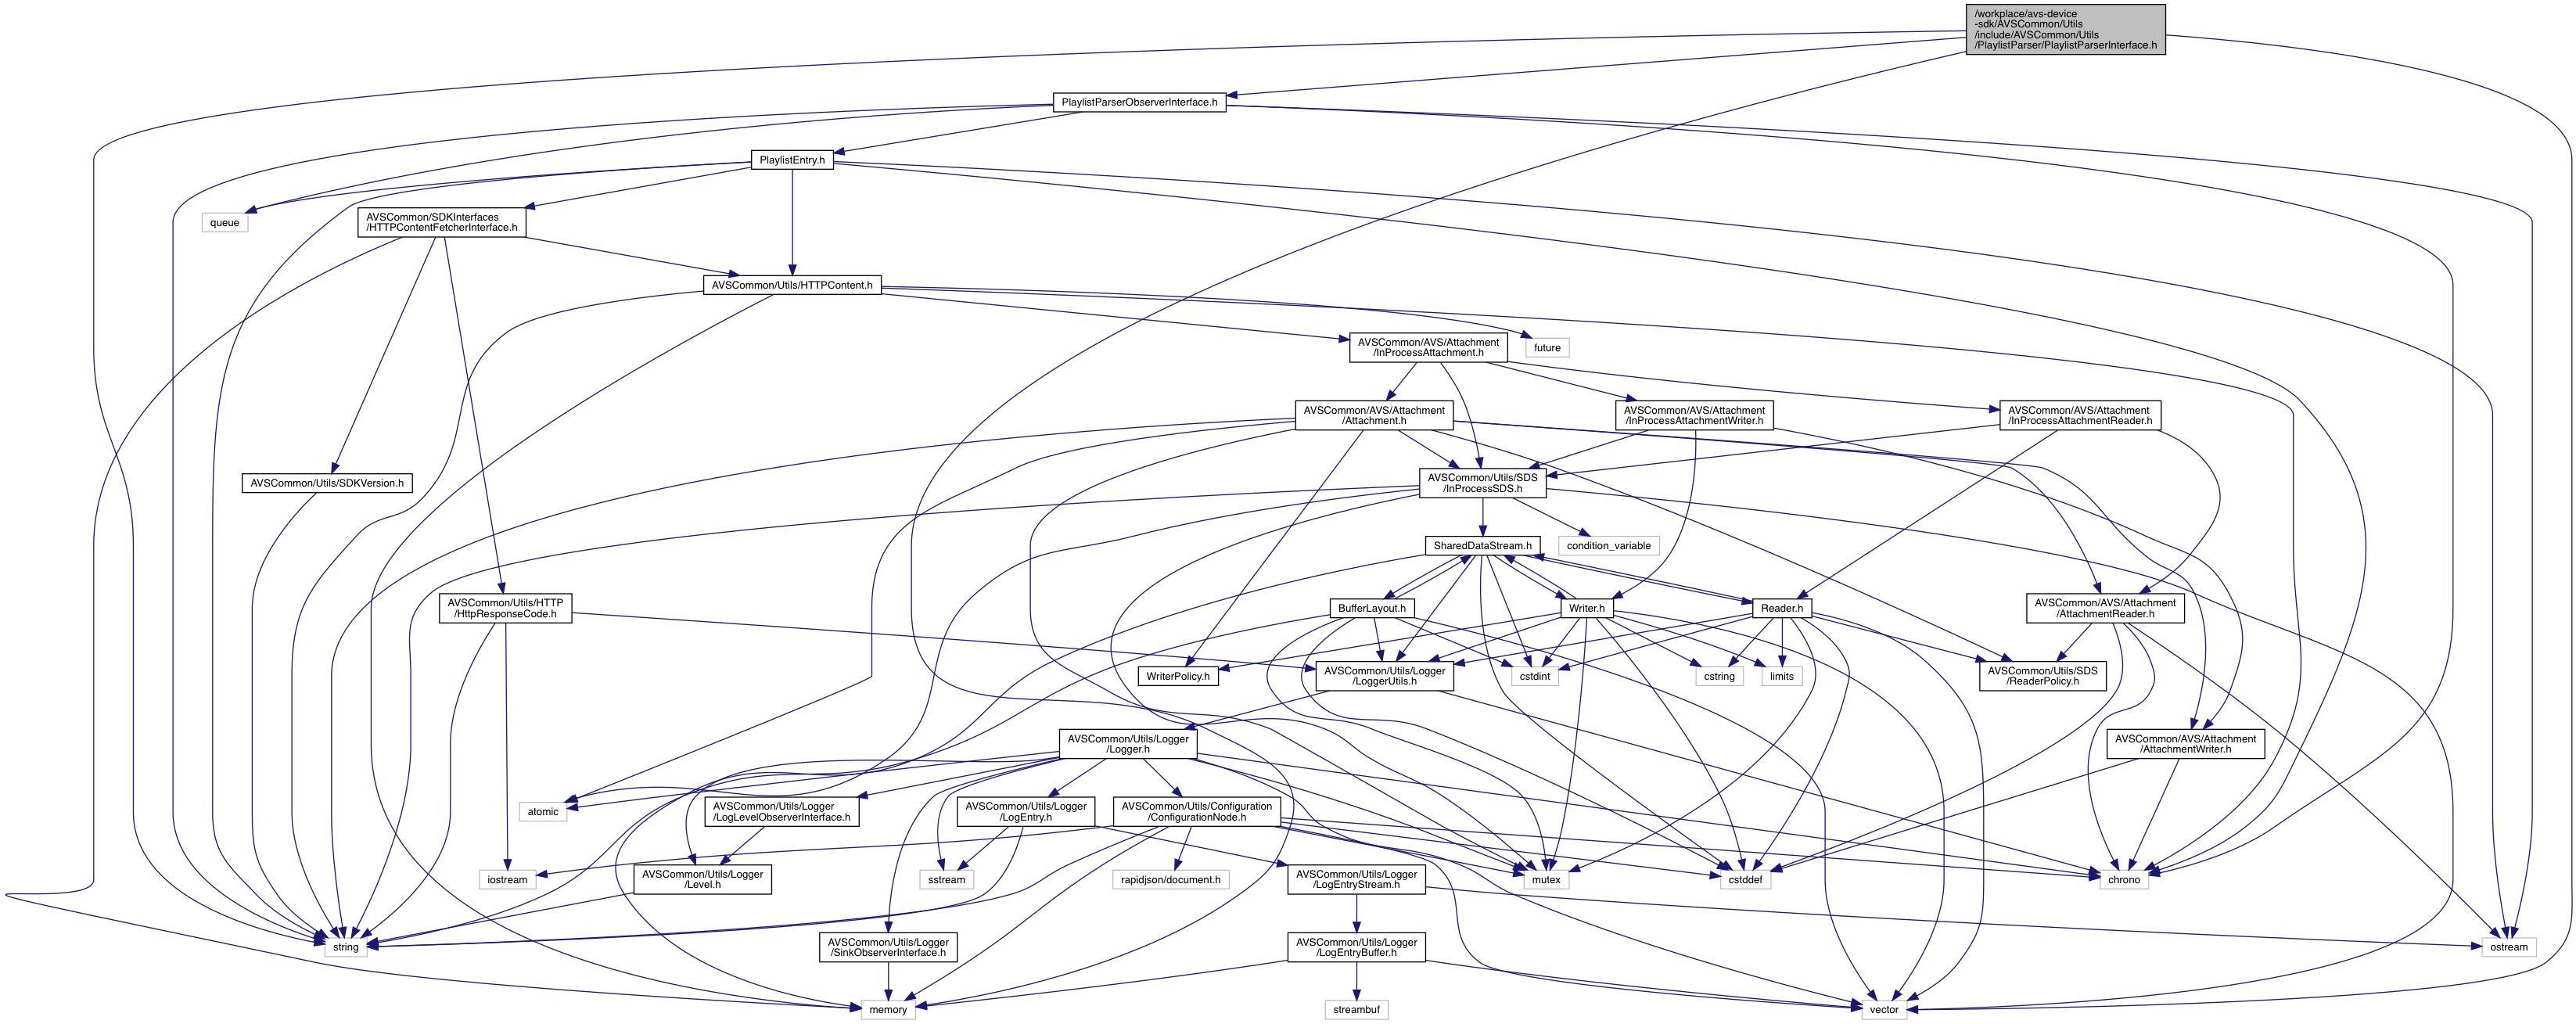 /workplace/avs-device
-sdk/AVSCommon/Utils
/include/AVSCommon/Utils
/PlaylistParser/PlaylistParserInterface.h
PlaylistParserObserverInterface.h
PlaylistEntry.h
queue
AVSCommon/SDKInterfaces
/HTTPContentFetcherInterface.h
AVSCommon/Utils/HTTPContent.h
AVSCommon/AVS/Attachment
/InProcessAttachment.h
future
AVSCommon/AVS/Attachment
/Attachment.h
AVSCommon/AVS/Attachment
/InProcessAttachmentWriter.h
AVSCommon/AVS/Attachment
/InProcessAttachmentReader.h
AVSCommon/Utils/SDKVersion.h
AVSCommon/Utils/SDS
/InProcessSDS.h
SharedDataStream.h
condition_variable
AVSCommon/Utils/HTTP
/HttpResponseCode.h
BufferLayout.h
Writer.h
Reader.h
AVSCommon/AVS/Attachment
/AttachmentReader.h
WriterPolicy.h
AVSCommon/Utils/Logger
/LoggerUtils.h
cstdint
cstring
limits
AVSCommon/Utils/SDS
/ReaderPolicy.h
AVSCommon/Utils/Logger
/Logger.h
AVSCommon/AVS/Attachment
/AttachmentWriter.h
atomic
AVSCommon/Utils/Logger
/LogLevelObserverInterface.h
AVSCommon/Utils/Logger
/LogEntry.h
AVSCommon/Utils/Configuration
/ConfigurationNode.h
iostream
AVSCommon/Utils/Logger
/Level.h
sstream
rapidjson/document.h
AVSCommon/Utils/Logger
/LogEntryStream.h
mutex
cstddef
chrono
string
AVSCommon/Utils/Logger
/SinkObserverInterface.h
AVSCommon/Utils/Logger
/LogEntryBuffer.h
ostream
memory
streambuf
vector